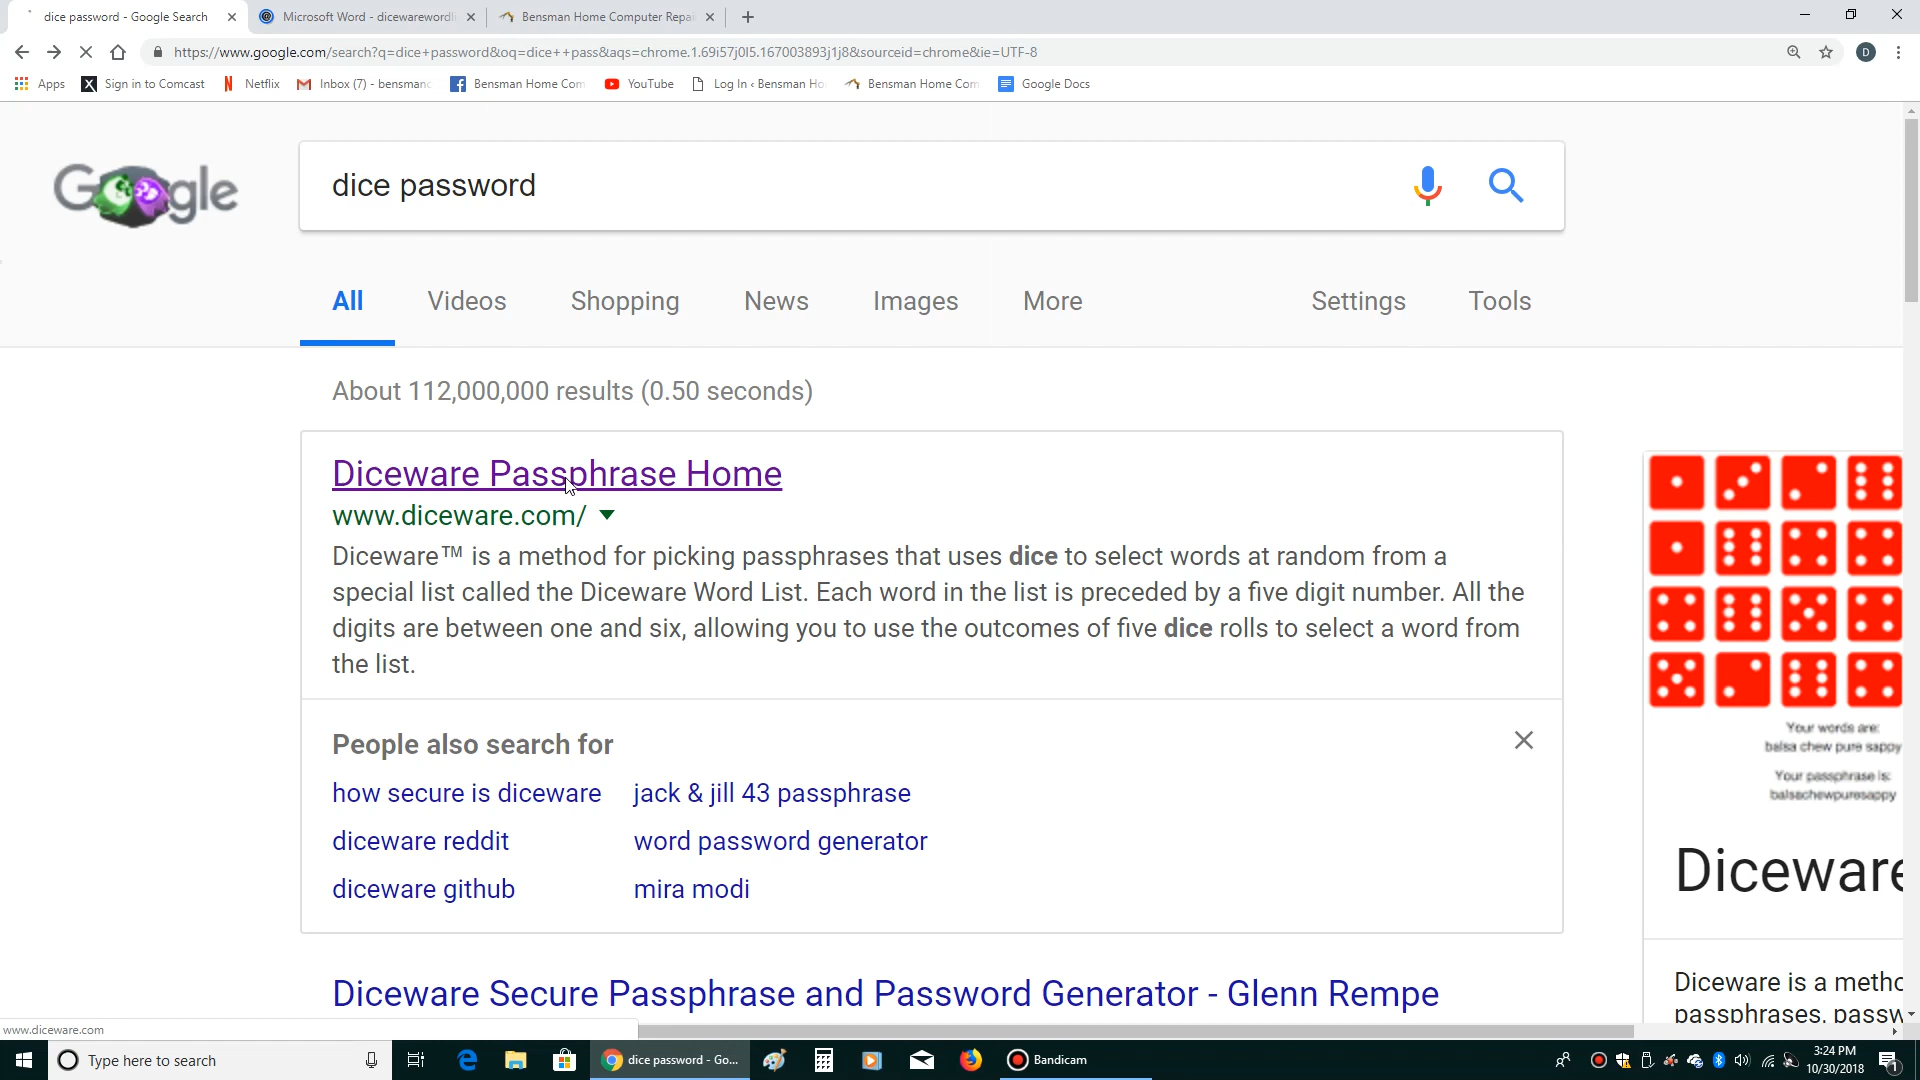 dice password - Google Search
Microsoft Word - dicewarewordli
Bensman Home Computer Repai
https://www.google.com/search?q=dice+password&oq=dice++pass&aqs=chrome.1.69i57j0l5.167003893j1j8&sourceid=chrome&ie=UTF-8
D
Apps
Sign in to Comcast
Netflix
Inbox (7) - bensmanc
Bensman Home Com
YouTube
Log In ‹ Bensman Ho
Bensman Home Com
Google Docs
Google
dice password
All
Videos
Shopping
News
Images
More
Settings
Tools
About 112,000,000 results (0.50 seconds)
Diceware Passphrase Home
www.diceware.com/
Diceware™ is a method for picking passphrases that uses dice to select words at random from a
special list called the Diceware Word List. Each word in the list is preceded by a five digit number. All the
digits are between one and six, allowing you to use the outcomes of five dice rolls to select a word from
the list.
People also search for
how secure is diceware
jack & jill 43 passphrase
diceware reddit
word password generator
diceware github
mira modi
Diceware Secure Passphrase and Password Generator - Glenn Rempe
Your words are:
balsa chew pure sappy
Your passphrase is:
balsachewpuresappy
Diceware
Diceware is a metho
passphrases, passw
www.diceware.com
Type here to search
dice password - Go...
Bandicam
3:24 PM
10/30/2018
1